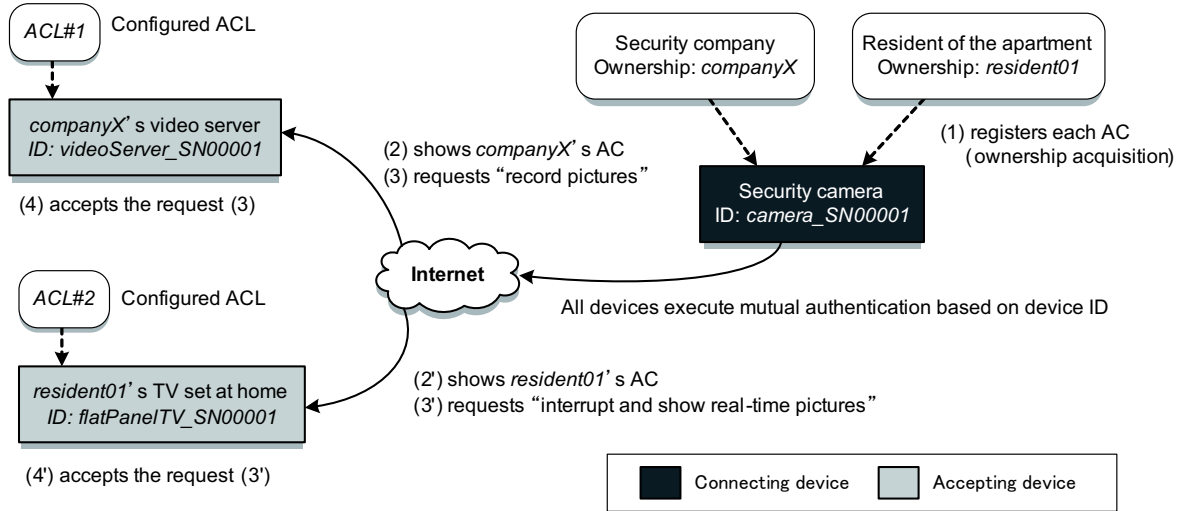 ACL#1
Configured ACL
companyX's video server
ID: videoServer_SN00001
(4) accepts the request (3)
Security company
Ownership: companyX
Resident of the apartment
Ownership: resident01
(1) registers each AC
(ownership acquisition)
(2) shows companyX's AC
(3) requests “record pictures”
Security camera
ID: camera_SN00001
Internet
All devices execute mutual authentication based on device ID
ACL#2
Configured ACL
resident01's TV set at home
ID: flatPanelTV_SN00001
(4') accepts the request (3')
(2') shows resident01's AC
(3') requests “interrupt and show real-time pictures”
Connecting device
Accepting device